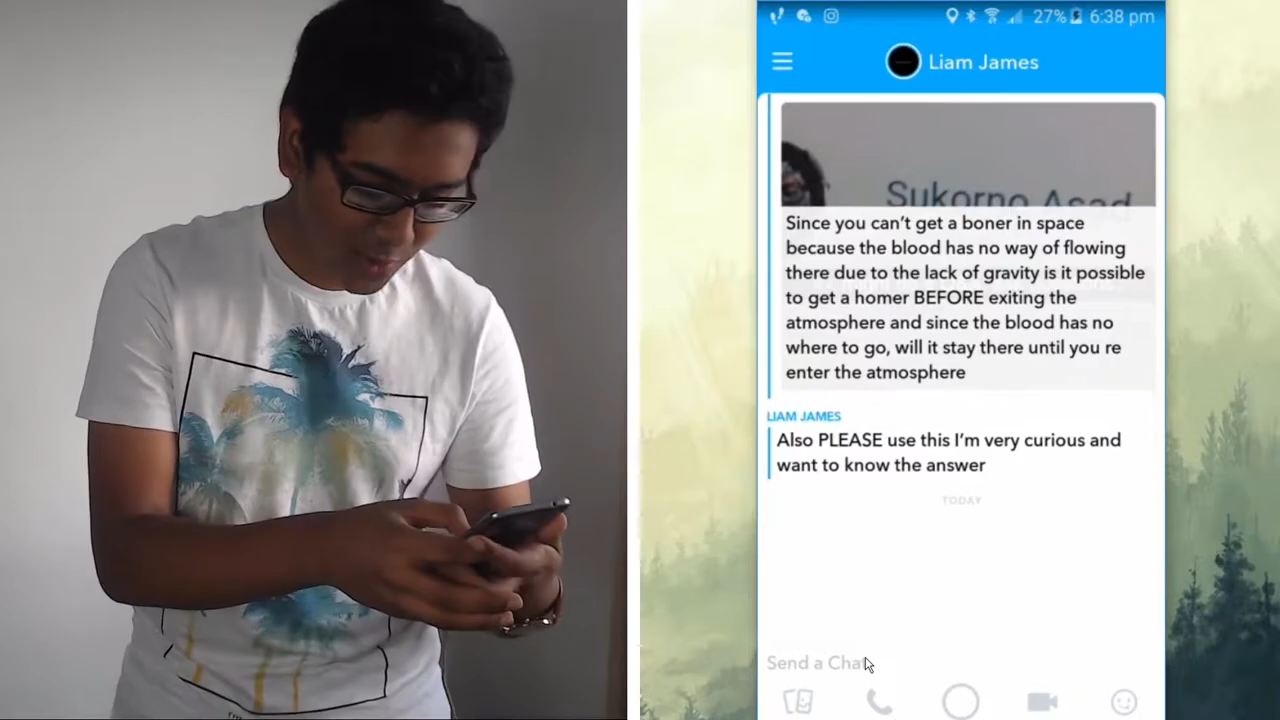 27% 6:38 pm
Liam James
Sukorno Asad
Since you can't get a boner in space
because the blood has no way of flowing
there due to the lack of gravity is it possible
to get a homer BEFORE exiting the
atmosphere and since the blood has no
where to go, will it stay there until you re
enter the atmosphere
LIAM JAMES
Also PLEASE use this I'm very curious and
want to know the answer
TODAY
Send a Chat